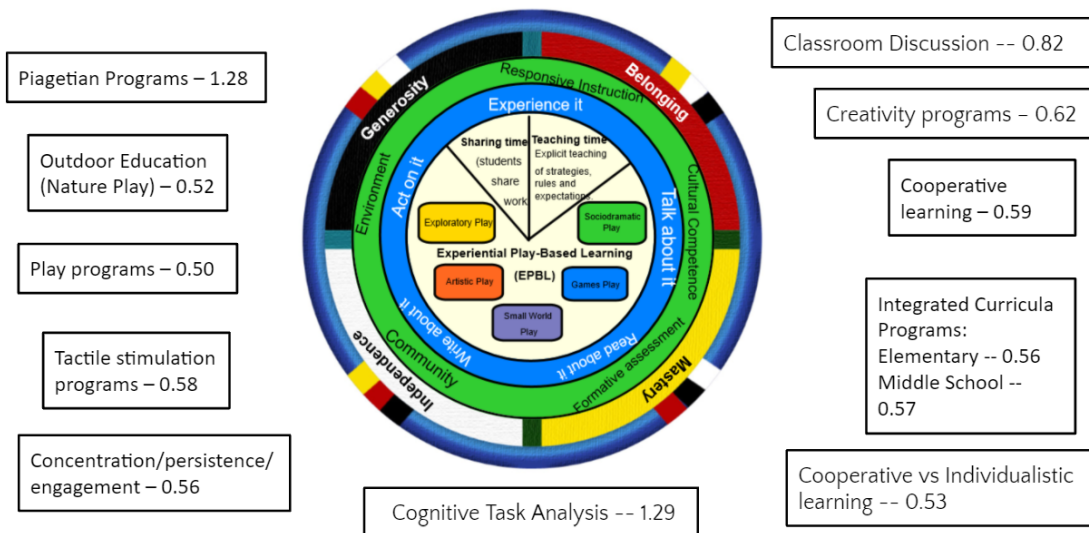 Piagetian Programs – 1.28
Outdoor Education
(Nature Play) – 0.52
Play programs – 0.50
Tactile stimulation
programs – 0.58
Concentration/persistence/
engagement – 0.56
Generosity
Belonging
Independence
Mastery
Responsive Instruction
Environment
Cultural Competence
Community
Formative assessment
Experience it
Act on it
Talk about it
Write about it
Read about it
Sharing time
(students
share
work
Teaching time
Explicit teaching
of strategies,
rules and
expectations.
Exploratory Play
Sociodramatic
Play
Experiential Play-Based Learning
(EPBL)
Artistic Play
Games Play
Small World
Play
Cognitive Task Analysis -- 1.29
Classroom Discussion -- 0.82
Creativity programs – 0.62
Cooperative
learning – 0.59
Integrated Curricula
Programs:
Elementary -- 0.56
Middle School --
0.57
Cooperative vs Individualistic
learning -- 0.53